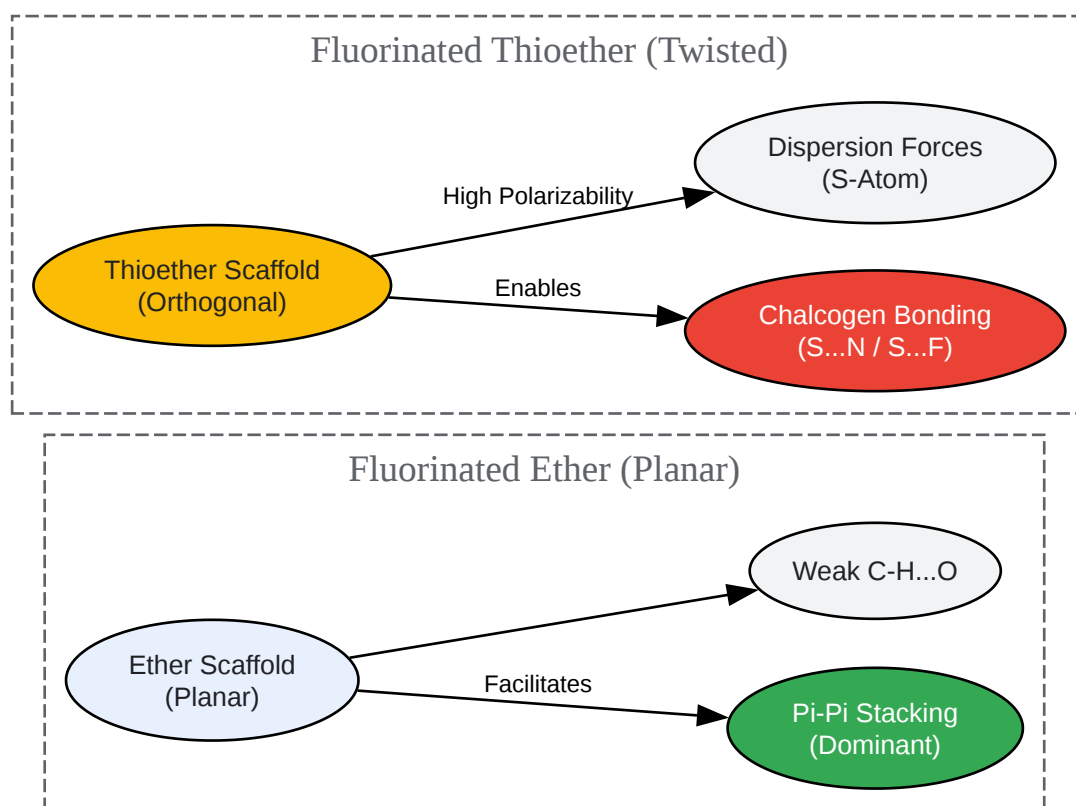 Fluorinated Thioether (Twisted)
Dispersion Forces
(S-Atom)
High Polarizability
Thioether Scaffold
(Orthogonal)
Enables
Chalcogen Bonding
(S...N / S...F)
Fluorinated Ether (Planar)
Weak C-H...O
Ether Scaffold
(Planar)
Facilitates
Pi-Pi Stacking
(Dominant)